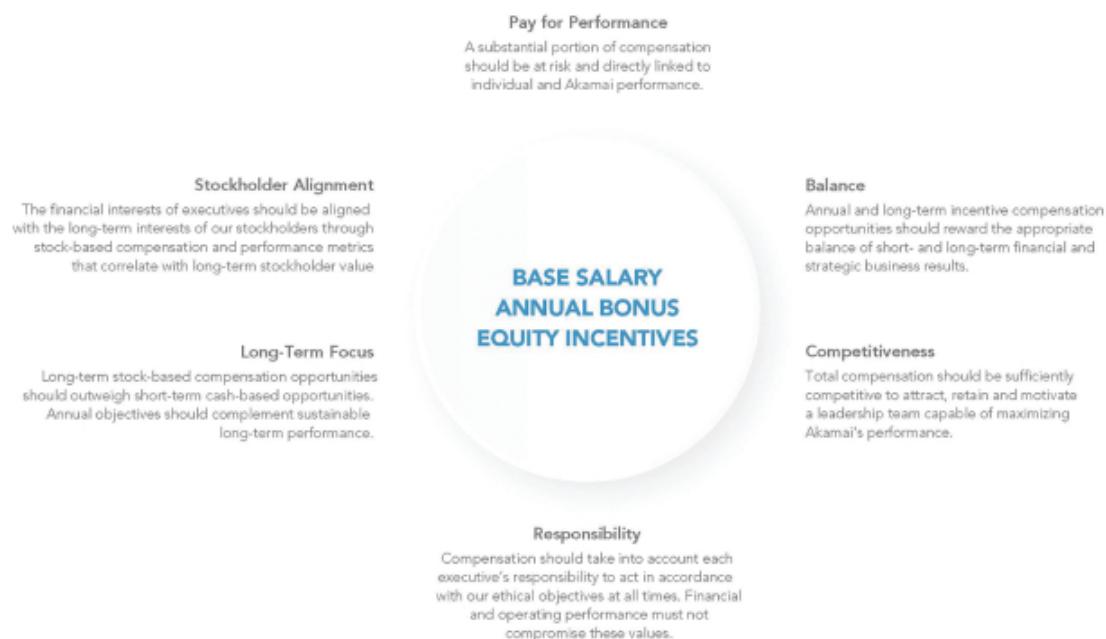 Pay for Performance
A substantial portion of compensation
should be at risk and directly linked to
individual and Akamai performance.
Stockholder Alignment
The financial interests of executives should be aligned
with the long-term interests of our stockholders through
stock-based compensation and performance metrics
that correlate with long-term stockholder value
Balance
Annual and long-term incentive compensation
opportunities should reward the appropriate
balance of short- and long-term financial and
strategic business results.
BASE SALARY
ANNUAL BONUS
EQUITY INCENTIVES
Long-Term Focus
Long-term stock-based compensation opportunities
should outweigh short-term cash-based opportunities.
Annual objectives should complement sustainable
long-term performance.
Competitiveness
Total compensation should be sufficiently
competitive to attract, retain and motivate
a leadership team capable of maximizing
Akamai's performance.
Responsibility
Compensation should take into account each
executive's responsibility to act in accordance
with our ethical objectives at all times. Financial
and operating performance must not
compromise these values.